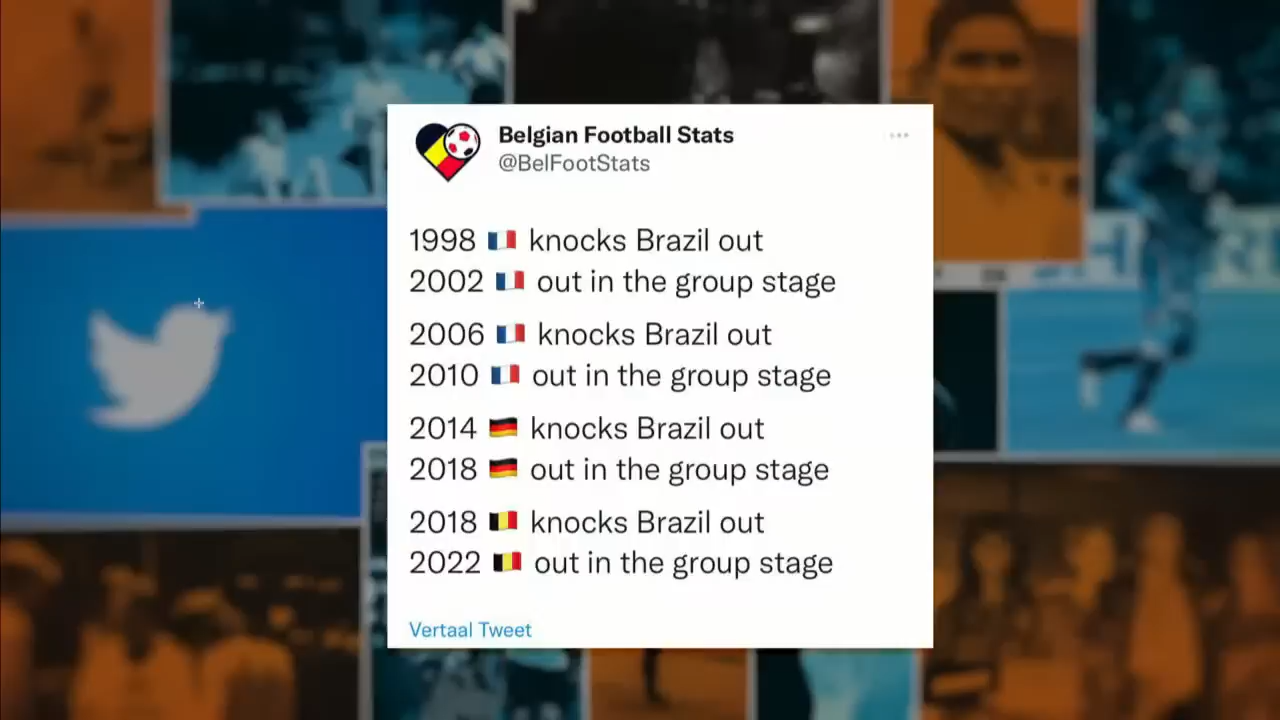 Belgian Football Stats
@BelFootStats
1998 🇫🇷 knocks Brazil out
2002 🇫🇷 out in the group stage
2006 🇫🇷 knocks Brazil out
2010 🇫🇷 out in the group stage
2014 🇩🇪 knocks Brazil out
2018 🇩🇪 out in the group stage
2018 🇧🇪 knocks Brazil out
2022 🇧🇪 out in the group stage
Vertaal Tweet